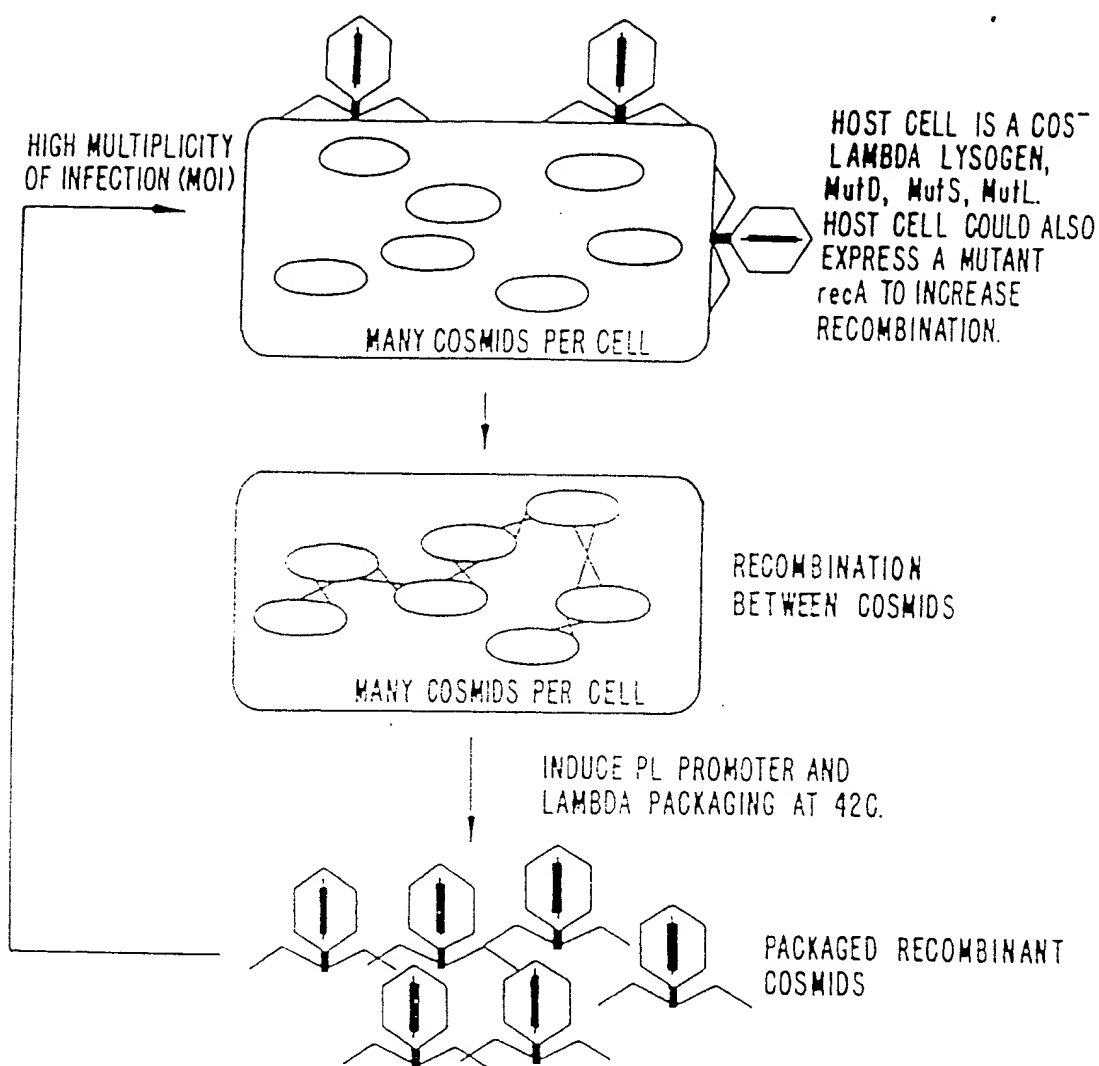 HIGH MULTIPLICITY
OF INFECTION (MOI)
HOST CELL IS A COS⁻
LAMBDA LYSOGEN,
MutD, MutS, MutL.
HOST CELL COULD ALSO
EXPRESS A MUTANT
recA TO INCREASE
RECOMBINATION.
MANY COSMIDS PER CELL
RECOMBINATION
BETWEEN COSMIDS
MANY COSMIDS PER CELL
INDUCE PL PROMOTER AND
LAMBDA PACKAGING AT 42C.
PACKAGED RECOMBINANT
COSMIDS